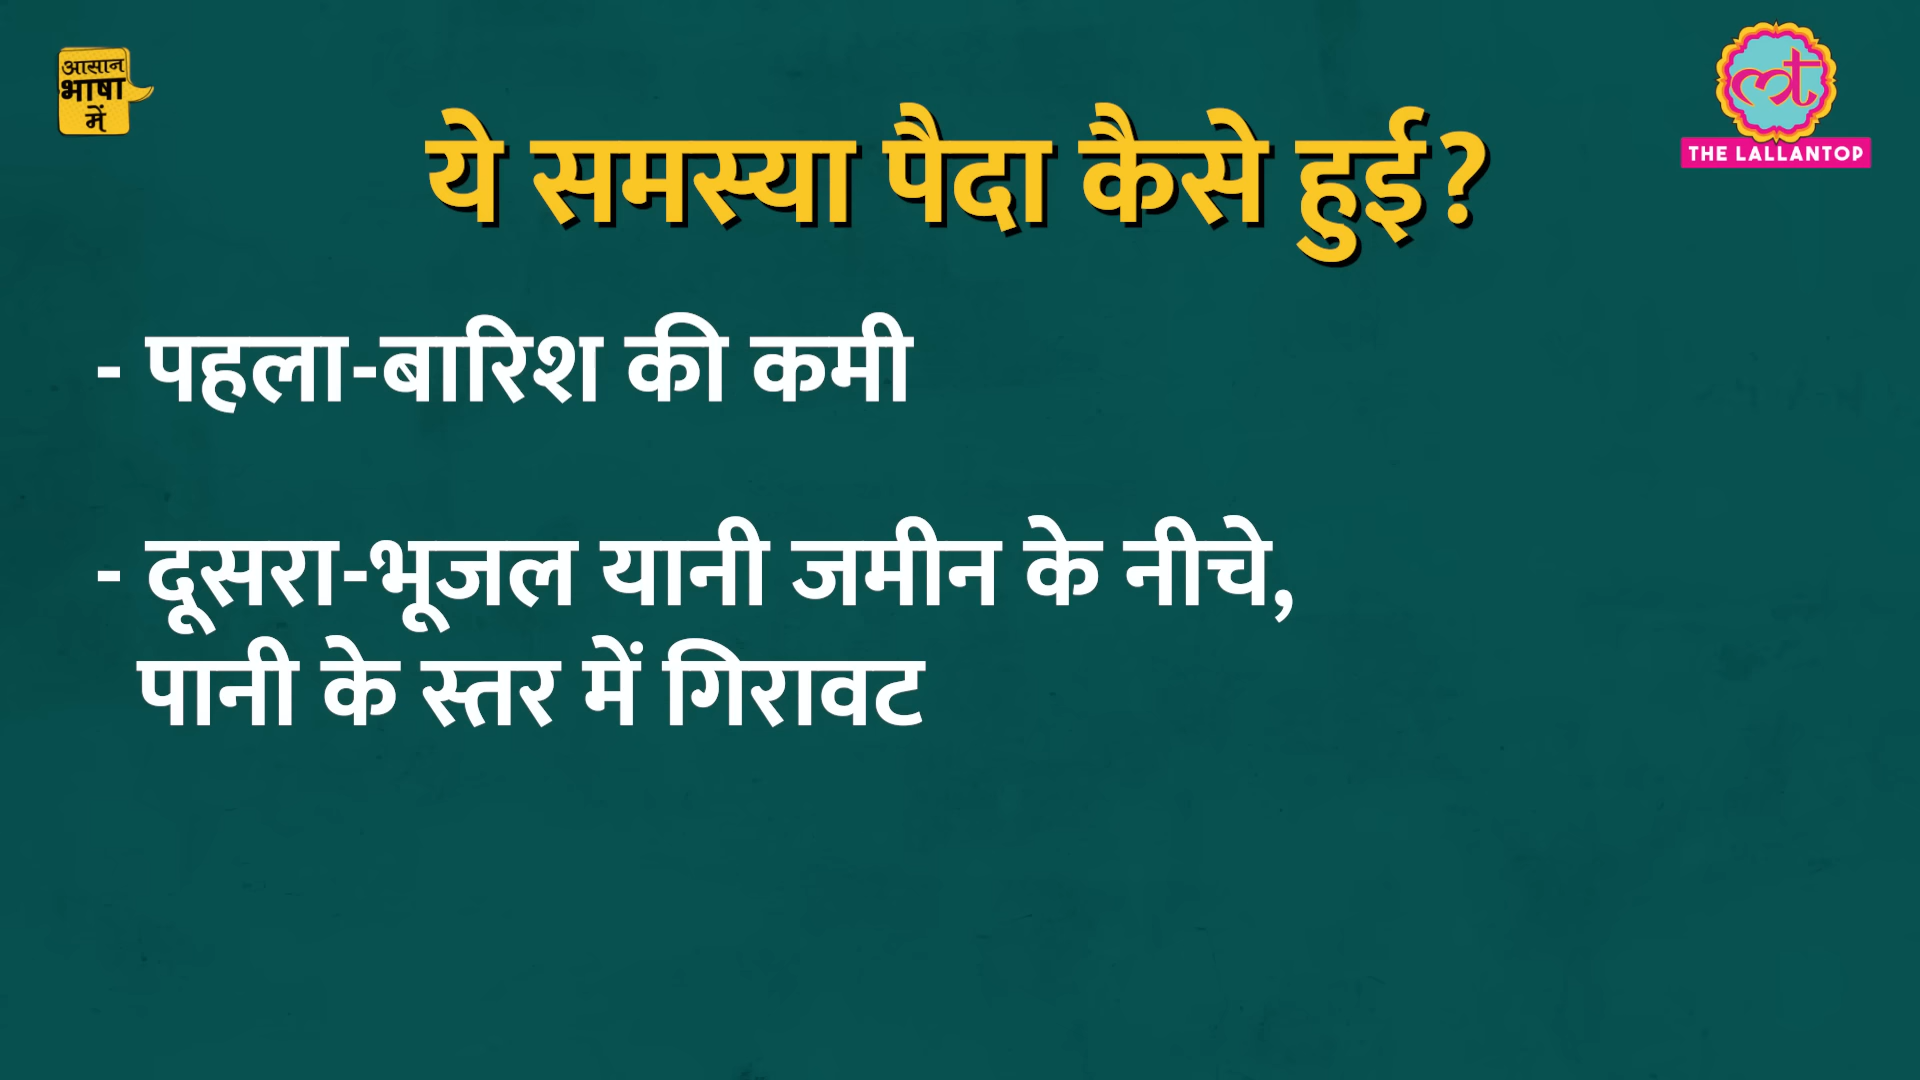 आसान
भाषा
में
THE LALLANTOP
ये समस्या पैदा कैसे हुई?
- पहला-बारिश की कमी
- दूसरा-भूजल यानी जमीन के नीचे,
पानी के स्तर में गिरावट